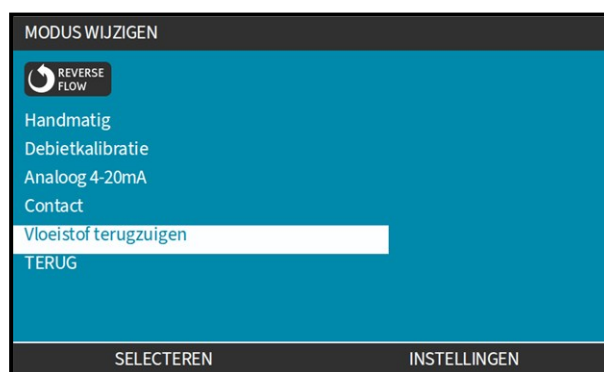 MODUS WIJZIGEN
REVERSE
FLOW
Handmatig
Debietkalibratie
Analoog 4-20mA
Contact
Vloeistof terugzuigen
TERUG
SELECTEREN INSTELLINGEN